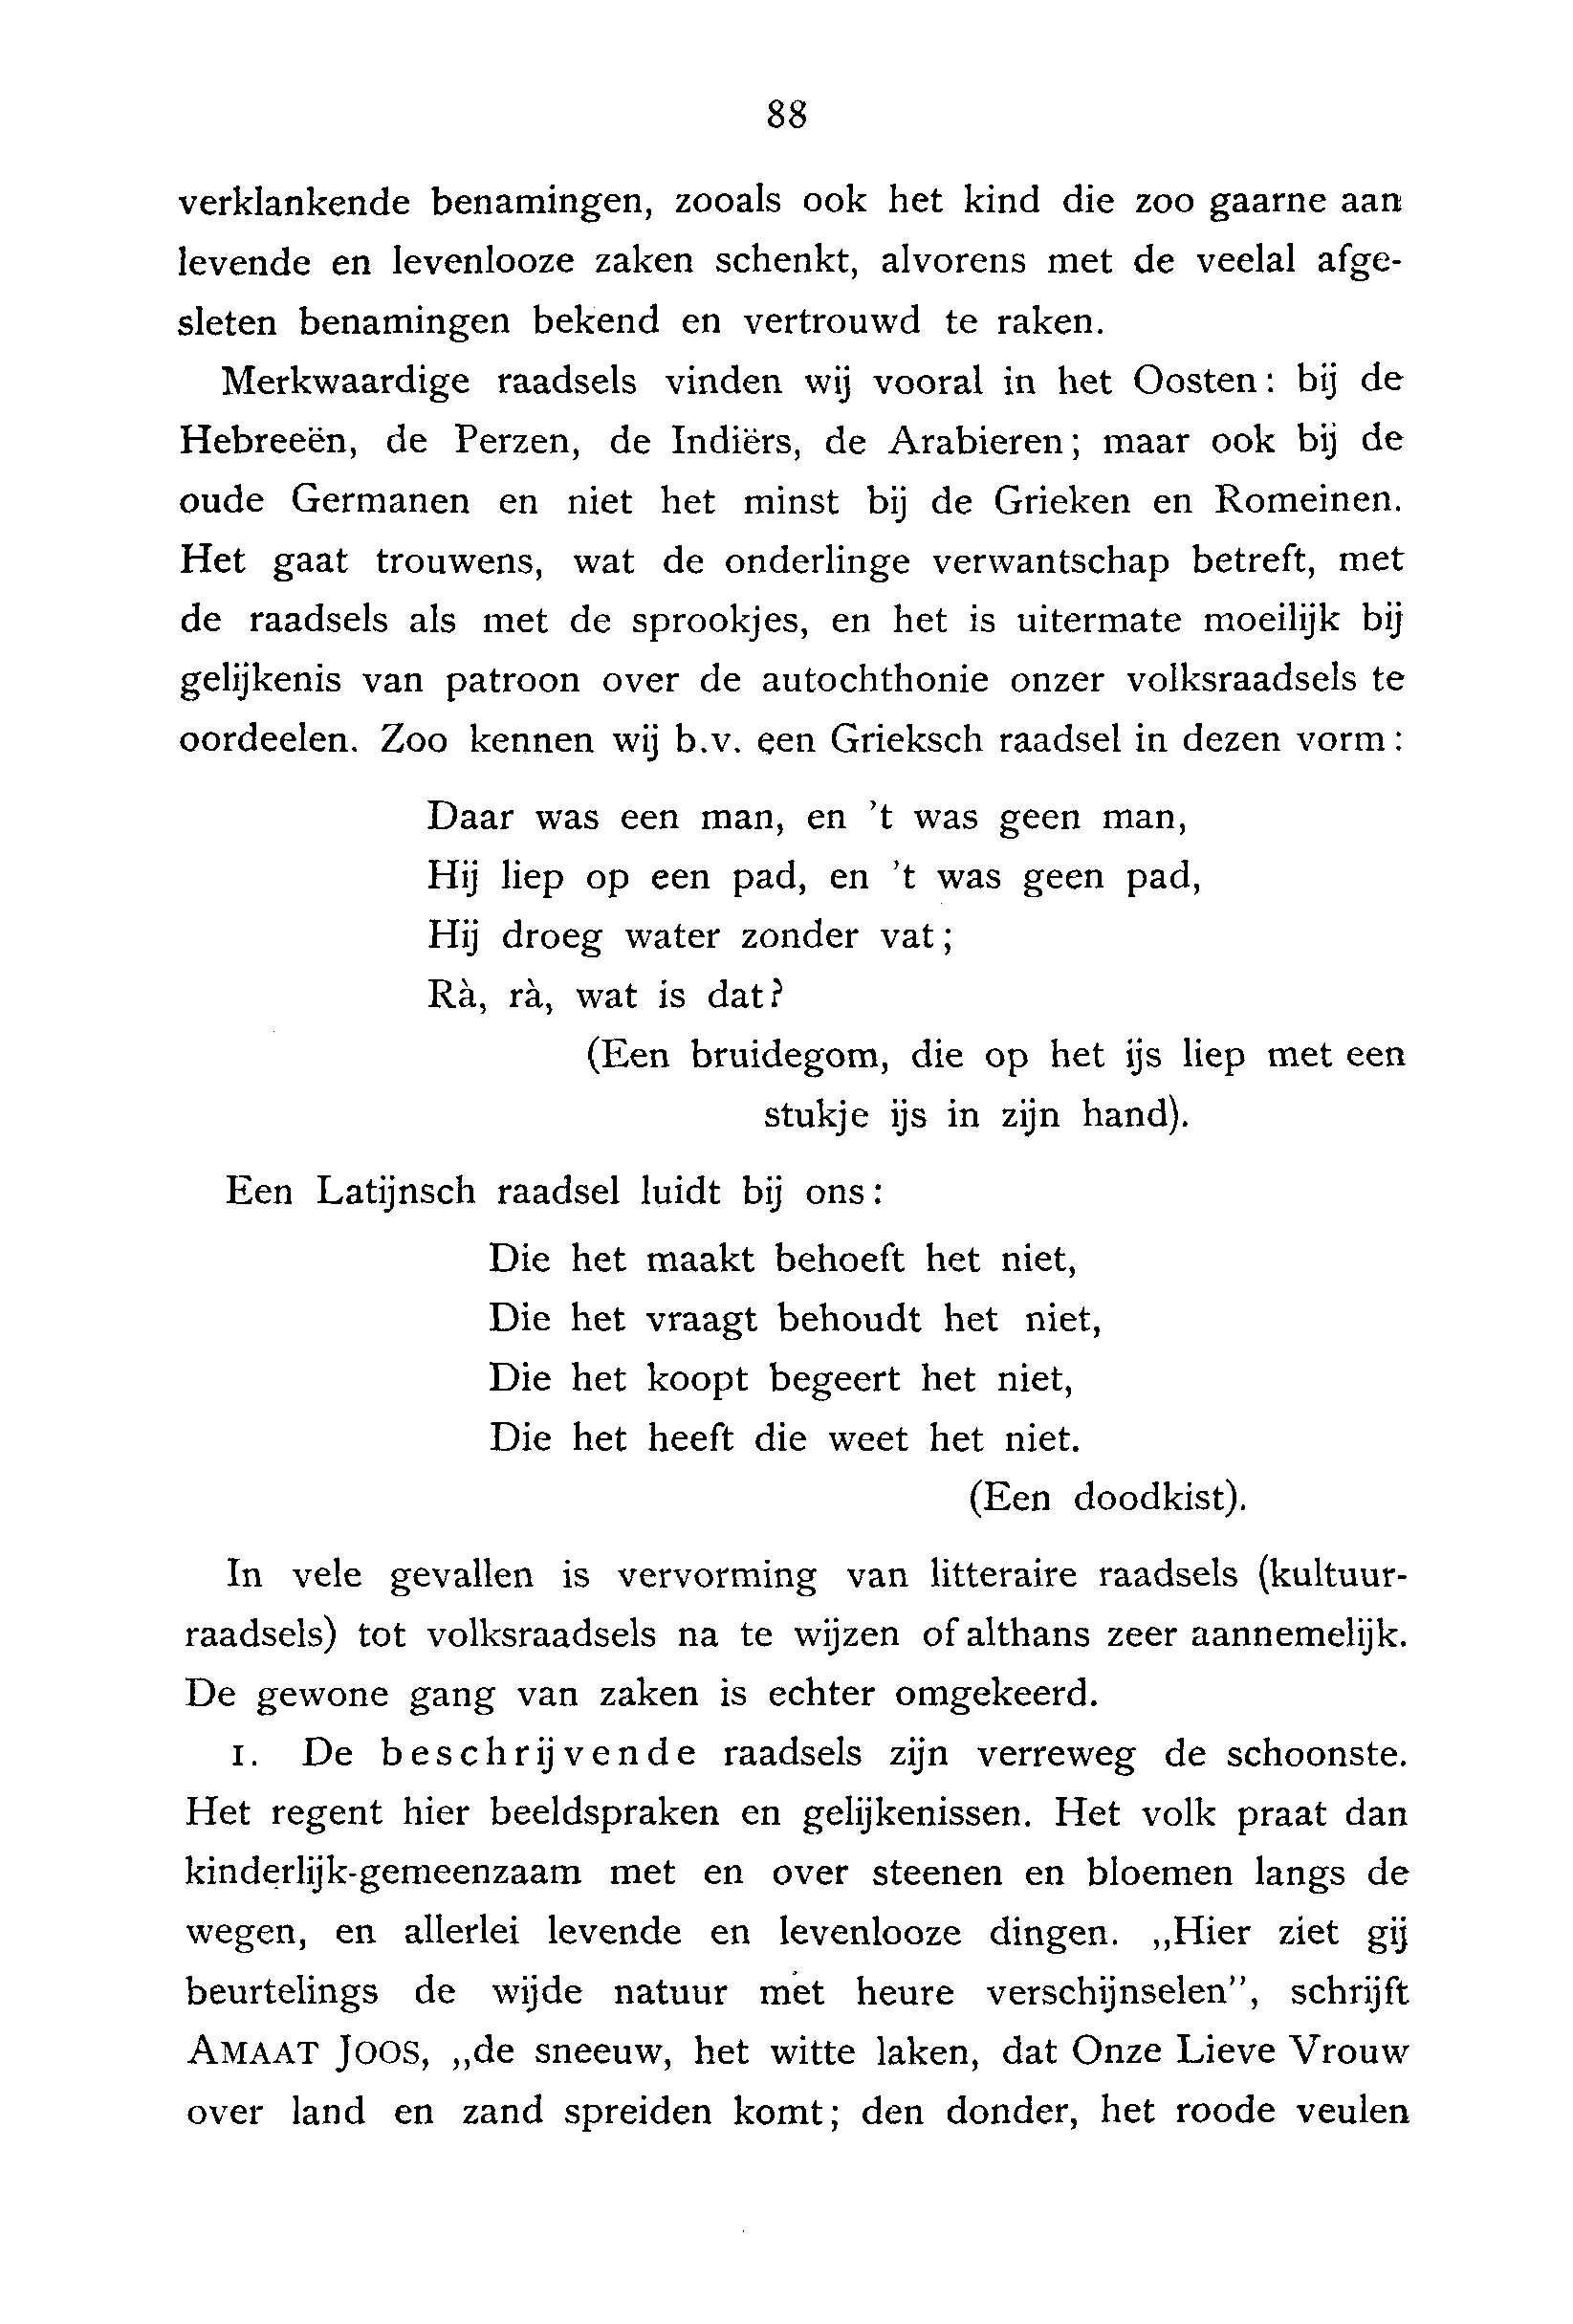 88
verklankende benamingen, zooals ook het kind die zoo gaarne aan
levende en levenlooze zaken schenkt, alvorens met de veelal afge-
sleten benamingen bekend en vertrouwd te raken.
Merkwaardige raadsels vinden wij vooral in het Oosten: bij de
Hebreeën, de Perzen, de Indiërs, de Arabieren; maar ook bij de
oude Germanen en niet het minst bij de Grieken en Romeinen.
Het gaat trouwens, wat de onderlinge verwantschap betreft, met
de raadsels als met de sprookjes, en het is uitermate moeilijk bij
gelijkenis van patroon over de autochthonie onzer volksraadsels te
oordeelen. Zoo kennen wij b.v. een Grieksch raadsel in dezen vorm:
Daar was een man, en 't was geen man,
Hij liep op een pad, en 't was geen pad,
Hij droeg water zonder vat;
Rà, rà, wat is dat?
(Een bruidegom, die op het ijs liep met een
stukje ijs in zijn hand).
Een Latijnsch raadsel luidt bij ons:
Die het maakt behoeft het niet,
Die het vraagt behoudt het niet,
Die het koopt begeert het niet,
Die het heeft die weet het niet.
(Een doodkist).
In vele gevallen is vervorming van litteraire raadsels (kultuur-
raadsels) tot volksraadsels na te wijzen of althans zeer aannemelijk.
De gewone gang van zaken is echter omgekeerd.
1. De beschrijvende raadsels zijn verreweg de schoonste.
Het regent hier beeldspraken en gelijkenissen. Het volk praat dan
kinderlijk-gemeenzaam met en over steenen en bloemen langs de
wegen, en allerlei levende en levenlooze dingen. „Hier ziet gij
beurtelings de wijde natuur met heure verschijnselen”, schrijft
AMAAT JOOS, „de sneeuw, het witte laken, dat Onze Lieve Vrouw
over land en zand spreiden komt; den donder, het roode veulen